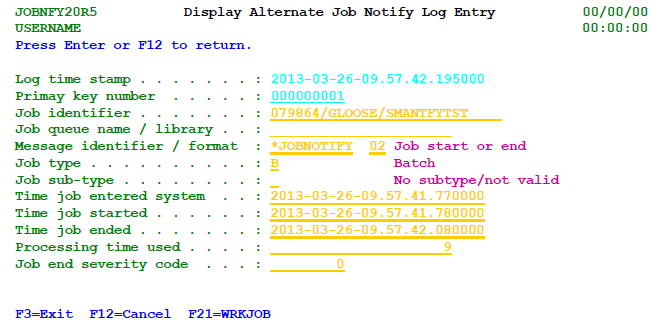 JOBNFY20R5 Display Alternate Job Notify Log Entry 00/00/00
USERNAME 00:00:00
Press Enter or F12 to return.
Log time stamp . . . . . . . : 2013-03-26-09.57.42.195000
Primay key number . . . . . : 000000001
Job identifier . . . . . . . : 079864/GLOOSE/SMANTFYTST
Job queue name / library . . :
Message identifier / format : *JOBNOTIFY 02 Job start or end
Job type . . . . . . . . . . : B Batch
Job sub-type . . . . . . . . : No subtype/not valid
Time job entered system . . : 2013-03-26-09.57.41.770000
Time job started . . . . . . : 2013-03-26-09.57.41.780000
Time job ended . . . . . . . : 2013-03-26-09.57.42.080000
Processing time used . . . . : 9
Job end severity code . . . : 0
F3=Exit F12=Cancel F21=WRKJOB